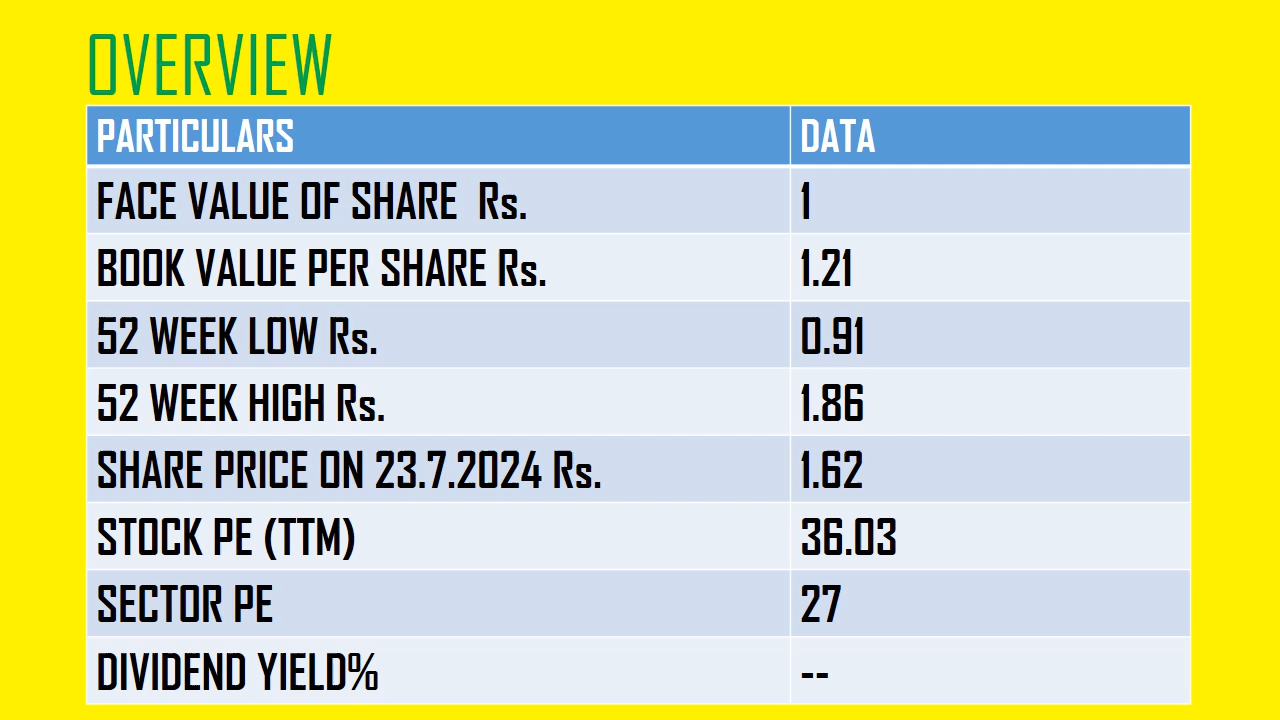 OVERVIEW
PARTICULARS DATA
FACE VALUE OF SHARE  Rs. 1
BOOK VALUE PER SHARE Rs. 1.21
52 WEEK LOW Rs. 0.91
52 WEEK HIGH Rs. 1.86
SHARE PRICE ON 23.7.2024 Rs. 1.62
STOCK PE (TTM) 36.03
SECTOR PE 27
DIVIDEND YIELD% --